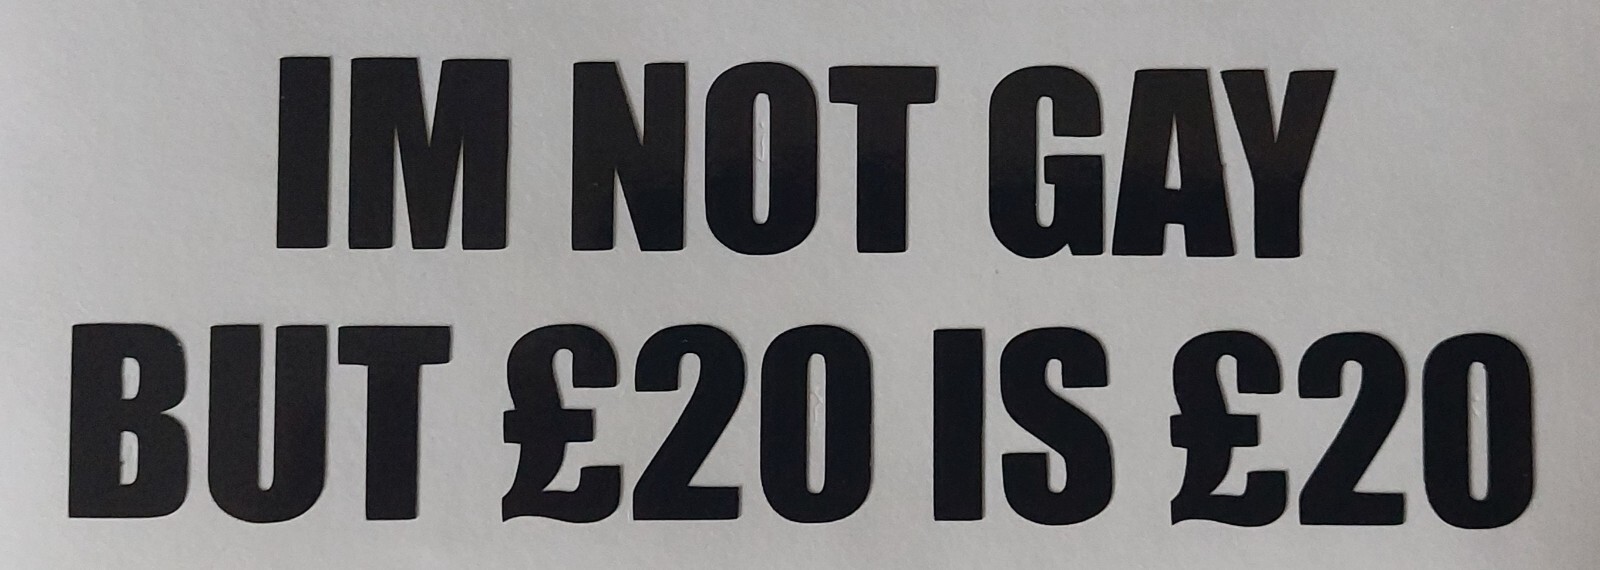 IM NOT GAY
BUT £20 IS £20